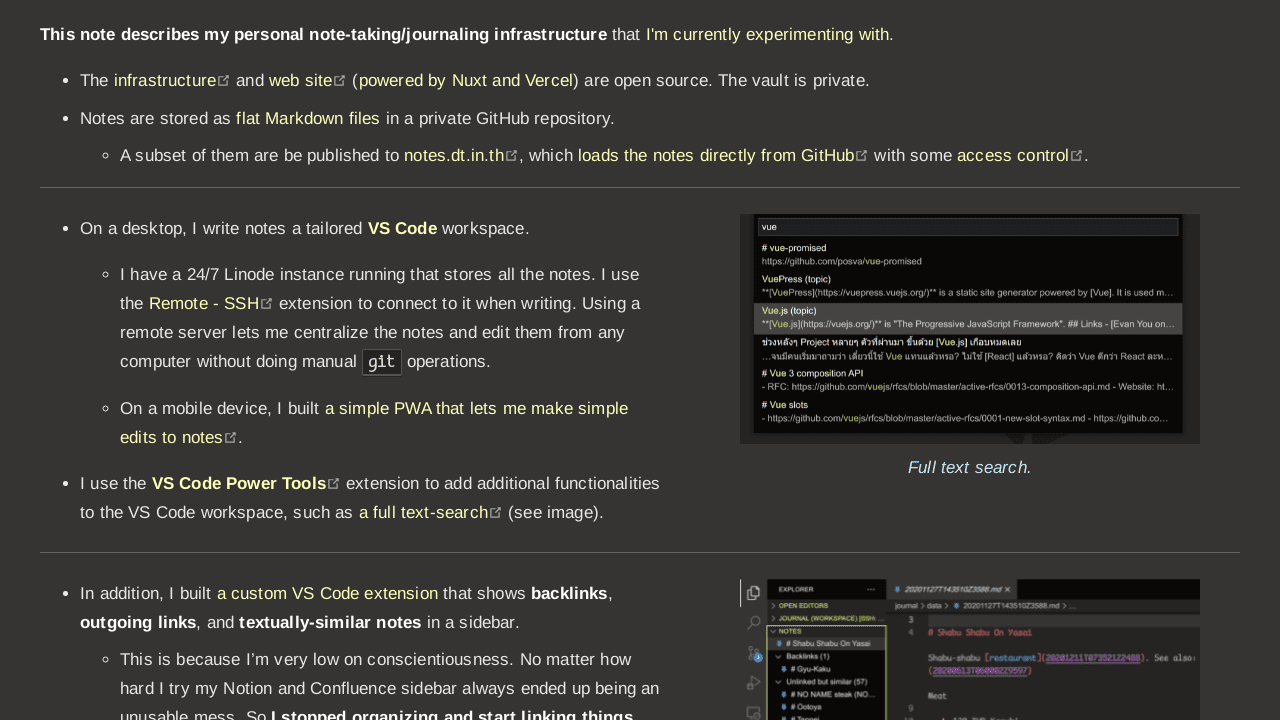 This note describes my personal note-taking/journaling infrastructure that I'm currently experimenting with.
• The infrastructure and web site (powered by Nuxt and Vercel) are open source. The vault is private.
• Notes are stored as flat Markdown files in a private GitHub repository.
◦ A subset of them are be published to notes.dt.in.th, which loads the notes directly from GitHub with some access control.
• On a desktop, I write notes a tailored VS Code workspace.
◦ I have a 24/7 Linode instance running that stores all the notes. I use
the Remote - SSH extension to connect to it when writing. Using a
remote server lets me centralize the notes and edit them from any
computer without doing manual git operations.
◦ On a mobile device, I built a simple PWA that lets me make simple
edits to notes.
• I use the VS Code Power Tools extension to add additional functionalities
to the VS Code workspace, such as a full text-search (see image).
vue
# vue-promised
https://github.com/posva/vue-promised
VuePress (topic)
**[VuePress](https://vuepress.vuejs.org/)** is a static site generator powered by [Vue]. It is used m...
Vue.js (topic)
**[Vue.js](https://vuejs.org/)** is "The Progressive JavaScript Framework". ## Links - [Evan You on...
ช่วงหลังๆ Project หลายๆ ตัวที่ผ่านมา ขึ้นด้วย [Vue.js] เกือบหมดเลย
...จนมีคนเริ่มมาถามว่า เดี๋ยวนี้ใช้ Vue แทนแล้วหรอ? ไม่ใช้ [React] แล้วหรอ? คิดว่า Vue ดีกว่า React ละห...
# Vue 3 composition API
- RFC: https://github.com/vuejs/rfcs/blob/master/active-rfcs/0013-composition-api.md - Website: ht...
# Vue slots
- https://github.com/vuejs/rfcs/blob/master/active-rfcs/0001-new-slot-syntax.md - https://github.co...
Full text search.
• In addition, I built a custom VS Code extension that shows backlinks,
outgoing links, and textually-similar notes in a sidebar.
◦ This is because I'm very low on conscientiousness. No matter how
hard I try my Notion and Confluence sidebar always ended up being an
unusable mess. So I stopped organizing and start linking things
EXPLORER ...
> OPEN EDITORS
> JOURNAL (WORKSPACE) [SSH: ...
NOTES
# Shabu Shabu On Yasai
Backlinks (1)
# Gyu-Kaku
Unlinked but similar (57)
# NO NAME steak (NO...
# Ootoya
20201127T143510Z3588.md ×
journal > data > 20201127T143510Z3588.md > ...
3
4 # Shabu Shabu On Yasai
Shabu-shabu [restaurant](20201211T073521Z2488). See also
(20200613T060002Z9597)
Meat
9